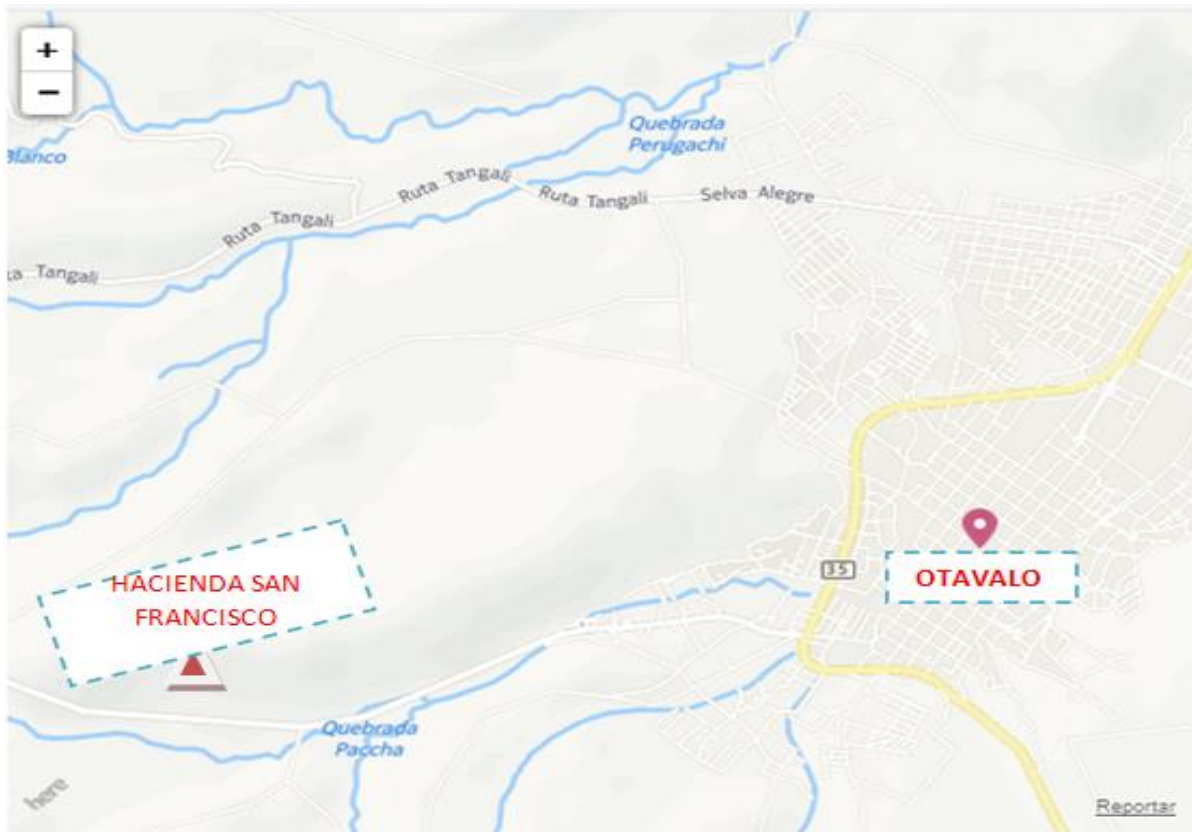 +
−
Blanco
Quebrada
Perugachi
Ruta Tangali
Ruta Tangali
Selva Alegre
Ruta Tangali
ta Tangali
HACIENDA SAN
FRANCISCO
35
OTAVALO
Quebrada
Paccha
here
Reportar